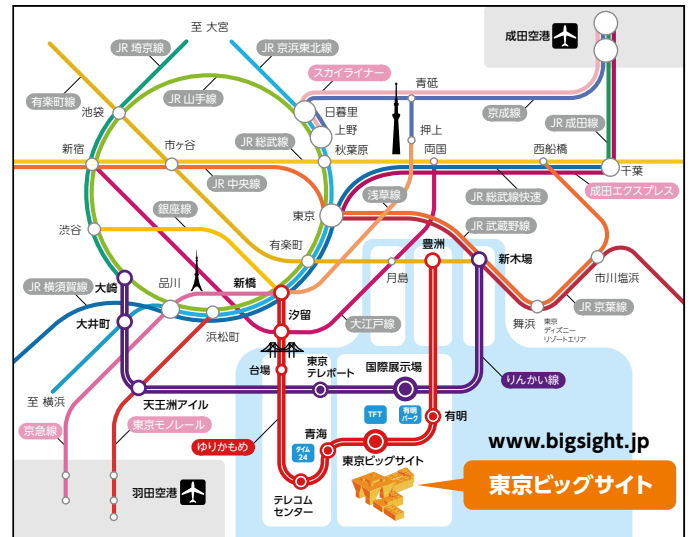 至 大宮
JR 埼京線
JR 京浜東北線
成田空港
スカイライナー
青砥
有楽町線
JR 山手線
池袋
日暮里
京成線
上野
押上
JR 成田線
新宿
市ヶ谷
JR 総武線
秋葉原
両国
西船橋
千葉
JR 中央線
浅草線
JR 総武線快速
成田エクスプレス
銀座線
東京
渋谷
JR 武蔵野線
有楽町
豊洲
新木場
大崎
品川
新橋
月島
市川塩浜
JR 横須賀線
汐留
JR 京葉線
大井町
浜松町
大江戸線
舞浜
東京
ディズニー
リゾートエリア
台場
東京
テレポート
国際展示場
りんかい線
至 横浜
天王洲アイル
京急線
東京モノレール
TFT
有明
パーク
有明
ゆりかもめ
青海
タイム
24
www.bigsight.jp
東京ビッグサイト
東京ビッグサイト
羽田空港
テレコム
センター